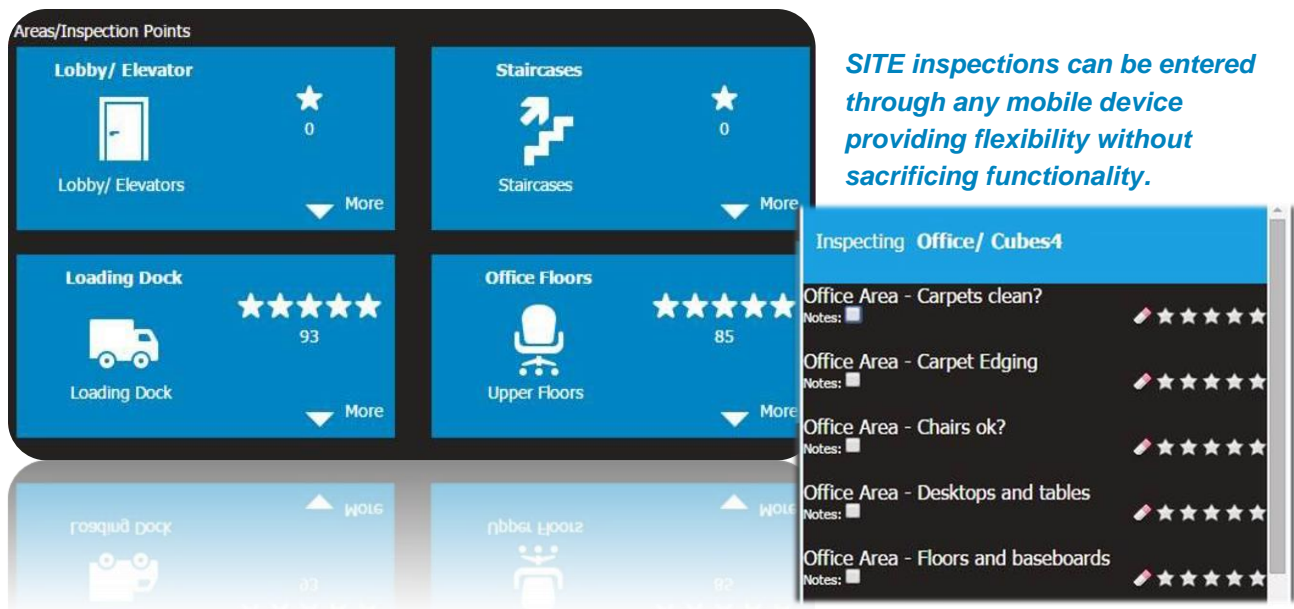 Areas/Inspection Points
Lobby/ Elevator
0
Lobby/ Elevators
More
Staircases
0
Staircases
More
Loading Dock
93
Loading Dock
More
Office Floors
85
Upper Floors
More
SITE inspections can be entered
through any mobile device
providing flexibility without
sacrificing functionality.
Inspecting Office/ Cubes4
Office Area - Carpets clean?
Notes:
Office Area - Carpet Edging
Notes:
Office Area - Chairs ok?
Notes:
Office Area - Desktops and tables
Notes:
Office Area - Floors and baseboards
Notes: